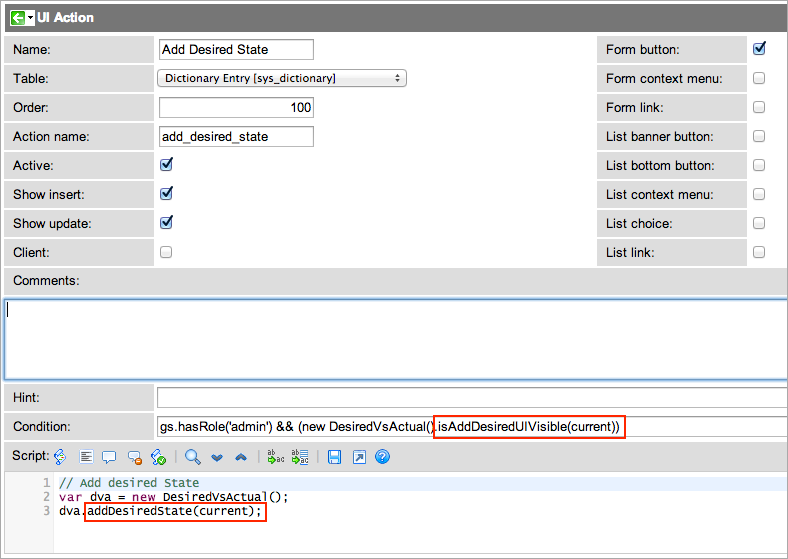 UI Action
Name: Add Desired State Form button:
Table: Dictionary Entry [sys_dictionary] Form context menu:
Order: 100 Form link:
Action name: add_desired_state List banner button:
Active: List bottom button:
Show insert: List context menu:
Show update: List choice:
Client: List link:
Comments:
Hint:
Condition: gs.hasRole('admin') && (new DesiredVsActual().isAddDesiredUIVisible(current))
Script:
1 // Add desired State
2 var dva = new DesiredVsActual();
3 dva.addDesiredState(current);